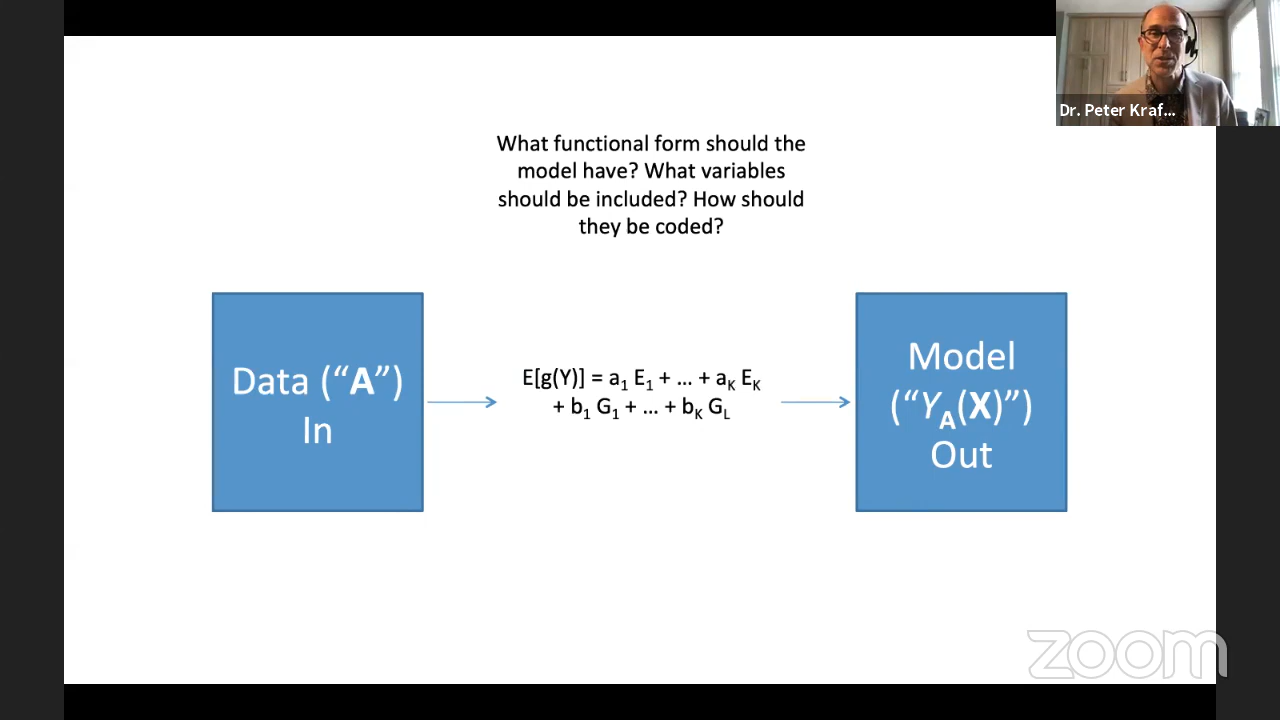 Dr. Peter Kraf...
What functional form should the
model have? What variables
should be included? How should
they be coded?
Data (“A”)
In
E[g(Y)] = a₁ E₁ + ... + aK EK
+ b₁ G₁ + ... + bK GL
Model
(“YA(X)”)
Out
zoom